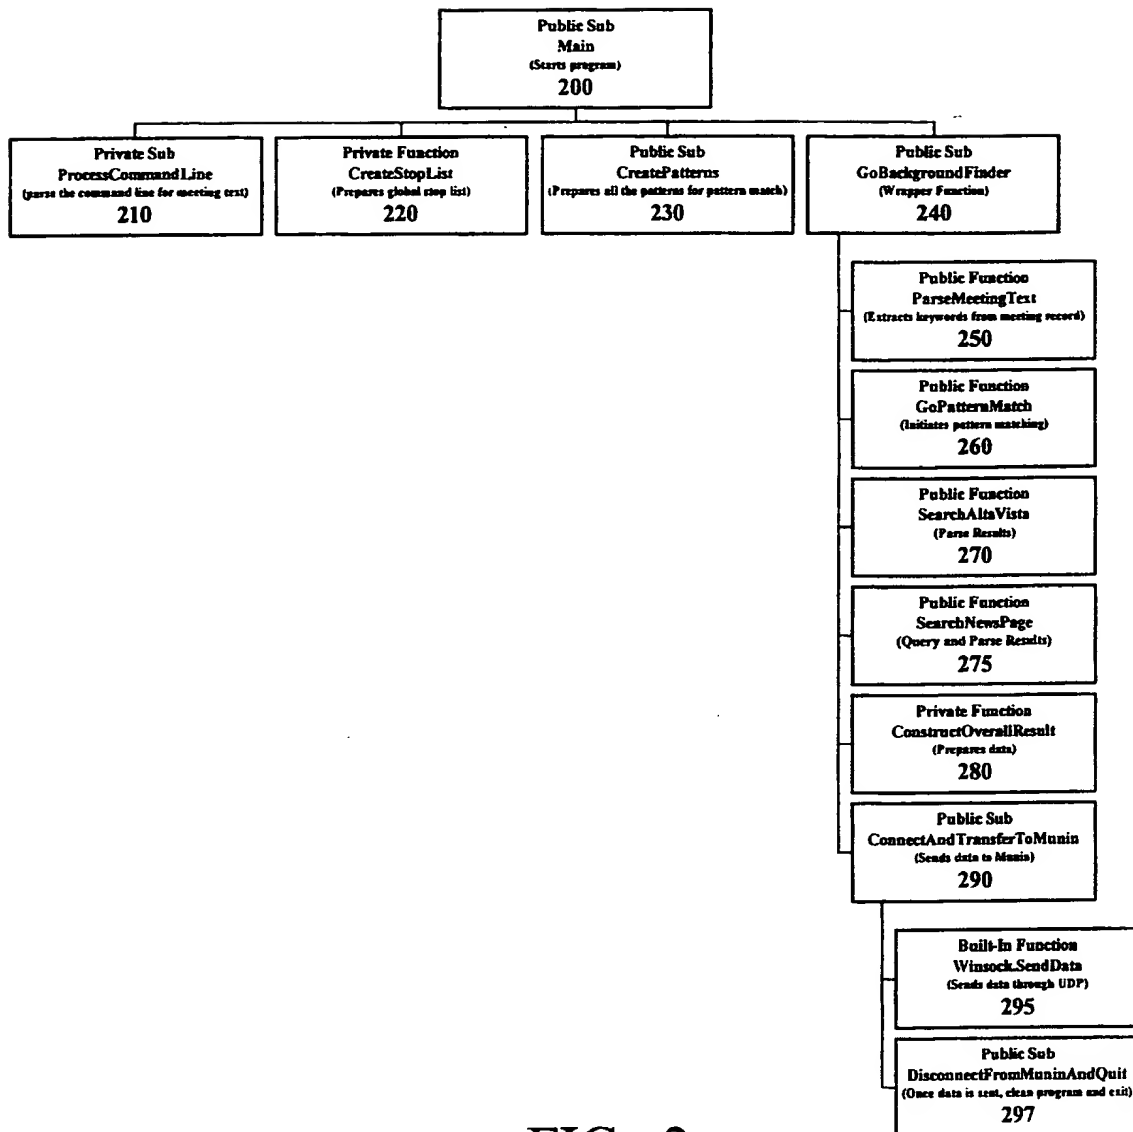 Public Sub
Main
(Starts program)
200
Private Sub
ProcessCommandLine
(parse the command line for meeting text)
210
Private Function
CreateStopList
(Prepares global stop list)
220
Public Sub
CreatePatterns
(Prepares all the patterns for pattern match)
230
Public Sub
GoBackgroundFinder
(Wrapper Function)
240
Public Function
ParseMeetingText
(Extracts keywords from meeting record)
250
Public Function
GoPatternMatch
(Initiates pattern matching)
260
Public Function
SearchAltaVista
(Parse Results)
270
Public Function
SearchNewsPage
(Query and Parse Results)
275
Private Function
ConstructOverallResult
(Prepares data)
280
Public Sub
ConnectAndTransferToMunin
(Sends data to Munin)
290
Built-In Function
Winsock.SendData
(Sends data through UDP)
295
Public Sub
DisconnectFromMuninAndQuit
(Once data is sent, clean program and exit)
297